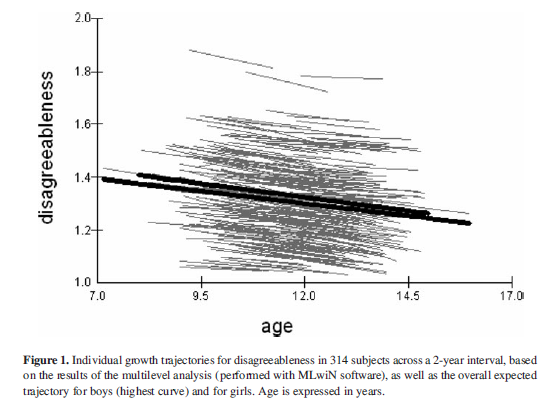 2.0
1.8
1.6
1.4
1.2
1.0
disagreeableness
7.0 9.5 12.0 14.5 17.0
age
Figure 1. Individual growth trajectories for disagreeableness in 314 subjects across a 2-year interval, based
on the results of the multilevel analysis (performed with MLwiN software), as well as the overall expected
trajectory for boys (highest curve) and for girls. Age is expressed in years.